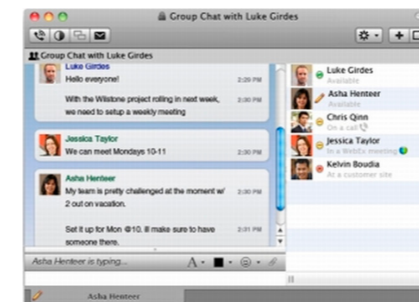 Group Chat with Luke Girdes
Group Chat with Luke Girdes
Luke Girdes
Hello everyone! 2:29 PM
With the Wilstone project rolling in next week, 2:30 PM
we need to setup a weekly meeting
Jessica Taylor
We can meet Mondays 10-11 2:30 PM
Asha Henteer
My team is pretty challenged at the moment w/ 2:30 PM
2 out on vacation.
Set it up for Mon @10. Ill make sure to have 2:31 PM
someone there.
Asha Henteer is typing...
Luke Girdes
Available
Asha Henteer
Available
Chris Qinn
On a call
Jessica Taylor
In a WebEx meeting
Kelvin Boudia
At a customer site
Asha Henteer